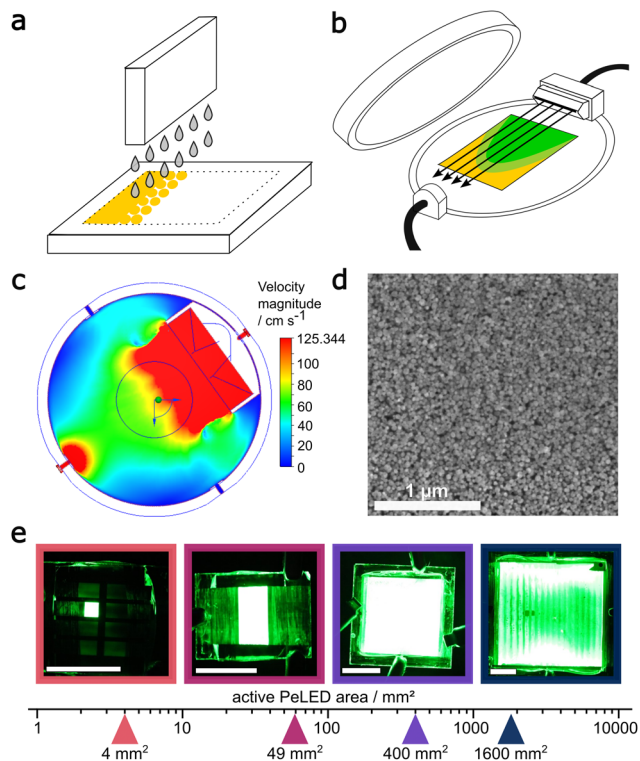 a
b
c
Velocity
magnitude
/ cm s⁻¹
125.344
100
80
60
40
20
0
d
1 µm
e
active PeLED area / mm²
1 10 100 1000 10000
4 mm² 49 mm² 400 mm² 1600 mm²